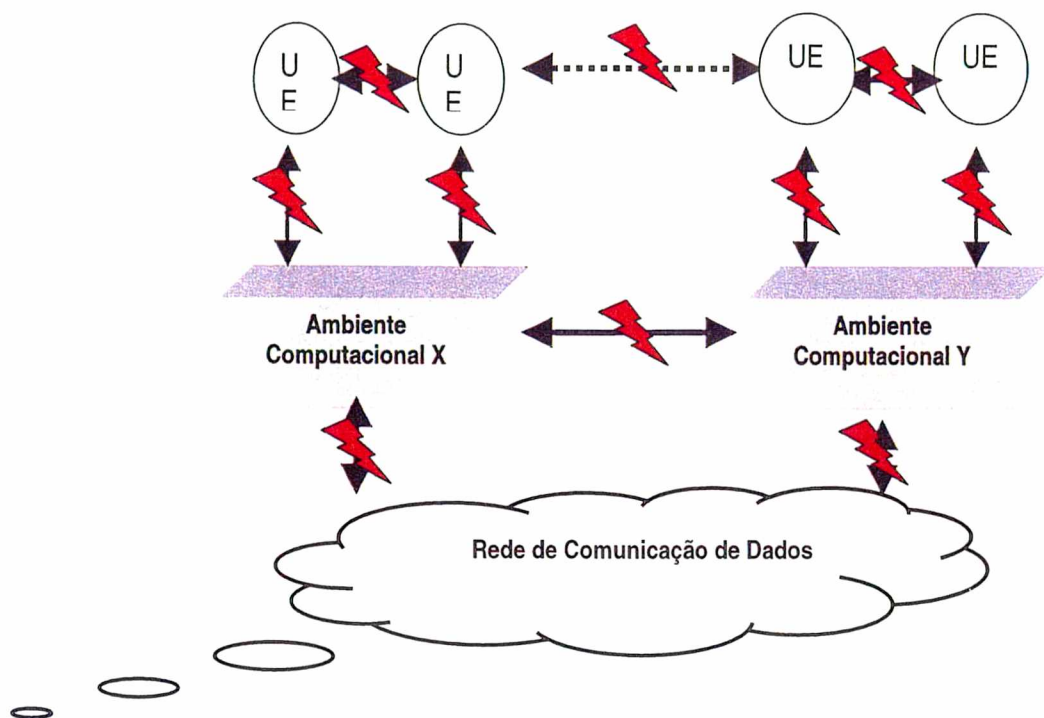 U
E
U
E
UE
UE
Ambiente
Computacional X
Ambiente
Computacional Y
Rede de Comunicação de Dados